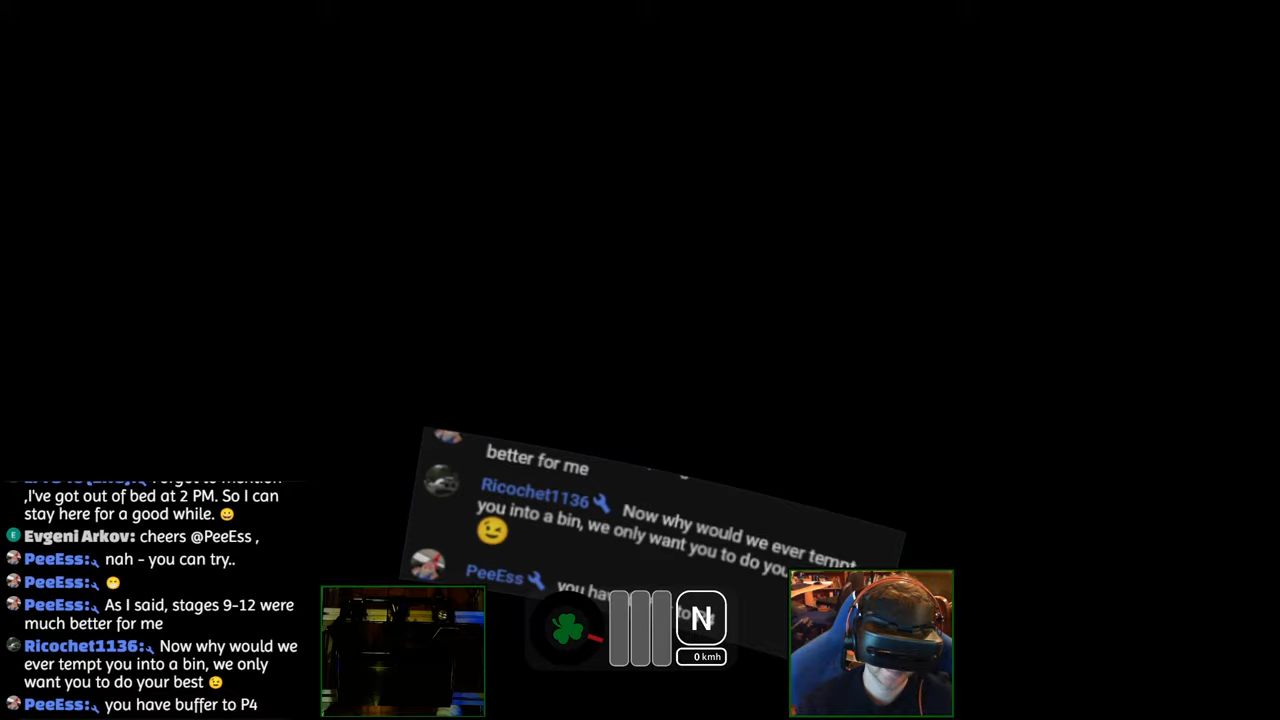 ,I've got out of bed at 2 PM. So I can
stay here for a good while. 😀
E Evgeni Arkov: cheers @PeeEss ,
PeeEss: nah - you can try..
PeeEss: 😁
PeeEss: As I said, stages 9-12 were
much better for me
Ricochet1136: Now why would we
ever tempt you into a bin, we only
want you to do your best 😉
PeeEss: you have buffer to P4
better for me
Ricochet1136 Now why would we ever tempt
you into a bin, we only want you to do you
😉
PeeEss you hav
N
0 kmh